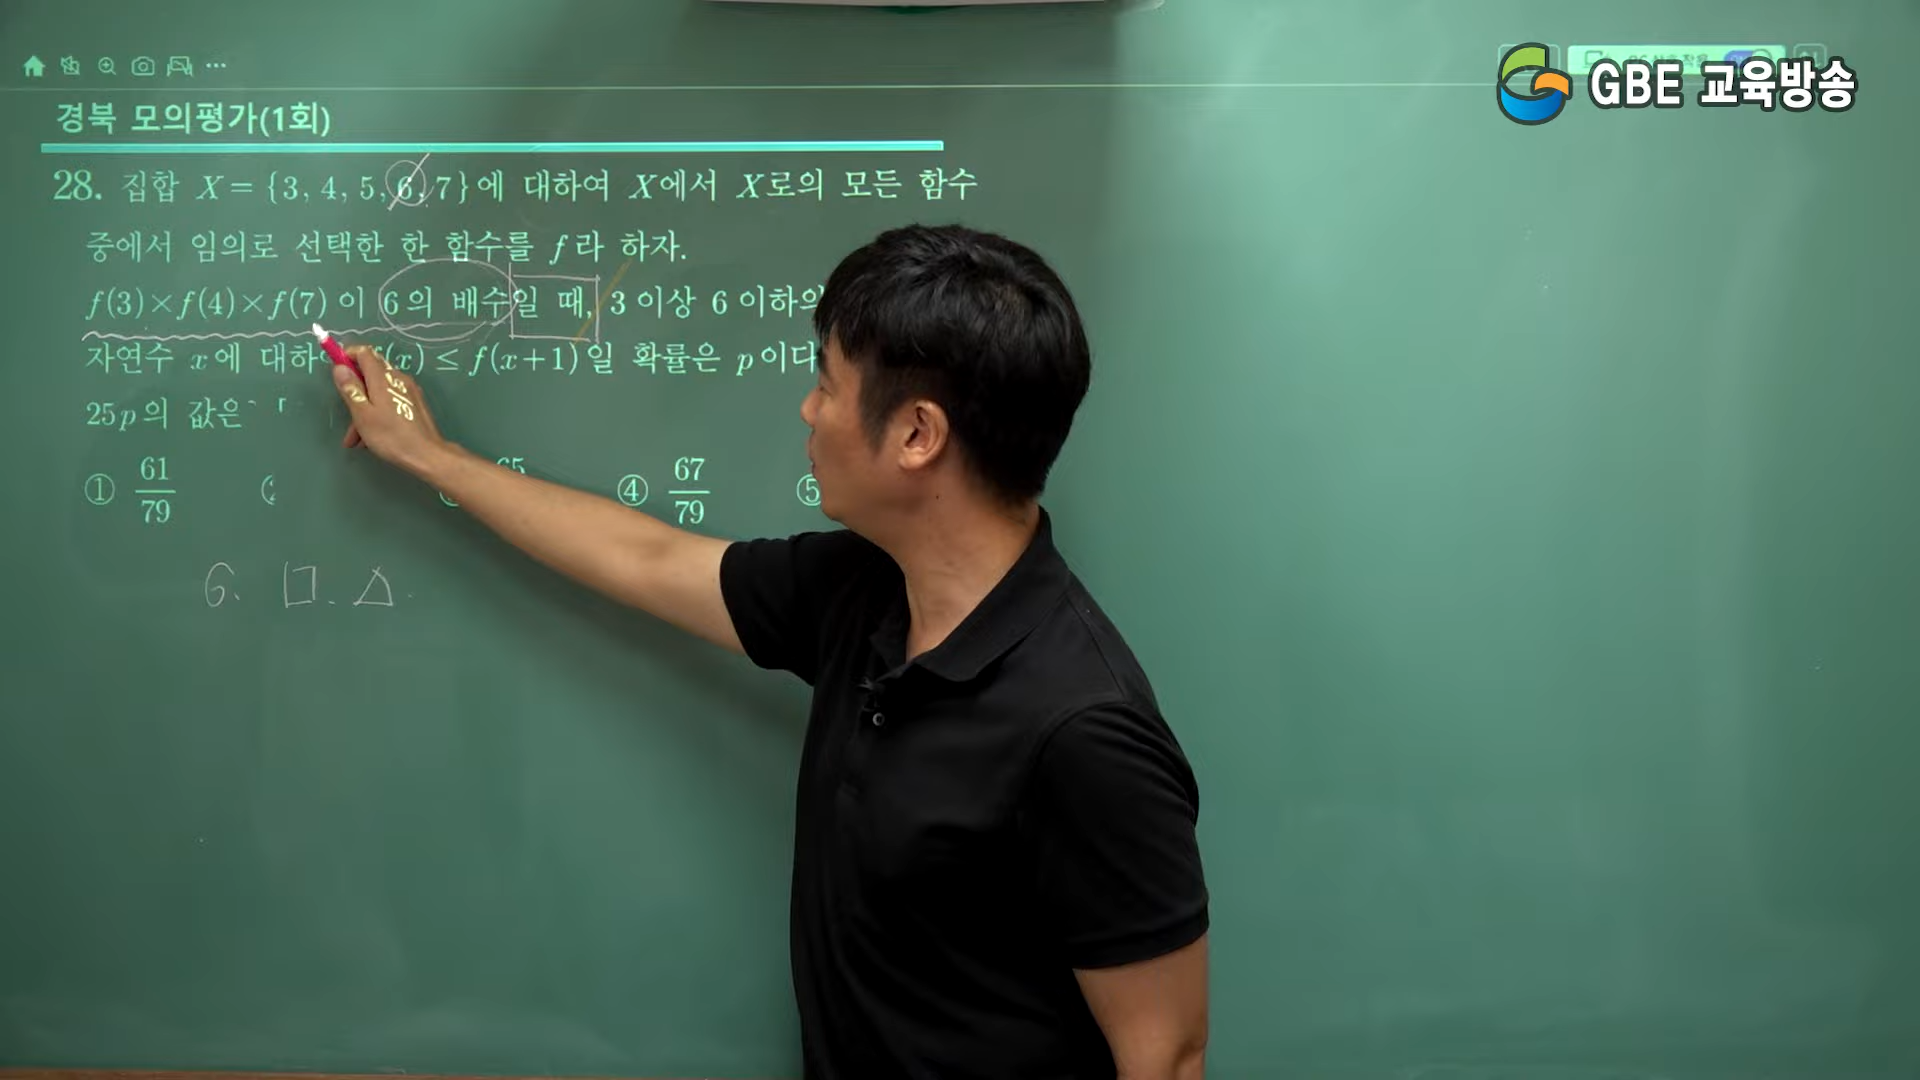 GBE 교육방송
경북 모의평가(1회)
28. 집합 X = {3, 4, 5, 6, 7}에 대하여 X에서 X로의 모든 함수
중에서 임의로 선택한 한 함수를 f라 하자.
f(3)×f(4)×f(7)이 6의 배수일 때, 3 이상 6 이하의
자연수 x에 대하 (x) ≤ f(x+1)일 확률은 p이다
25p의 값은
① 61/79 65 ④ 67/79 ⑤
6. □. △.